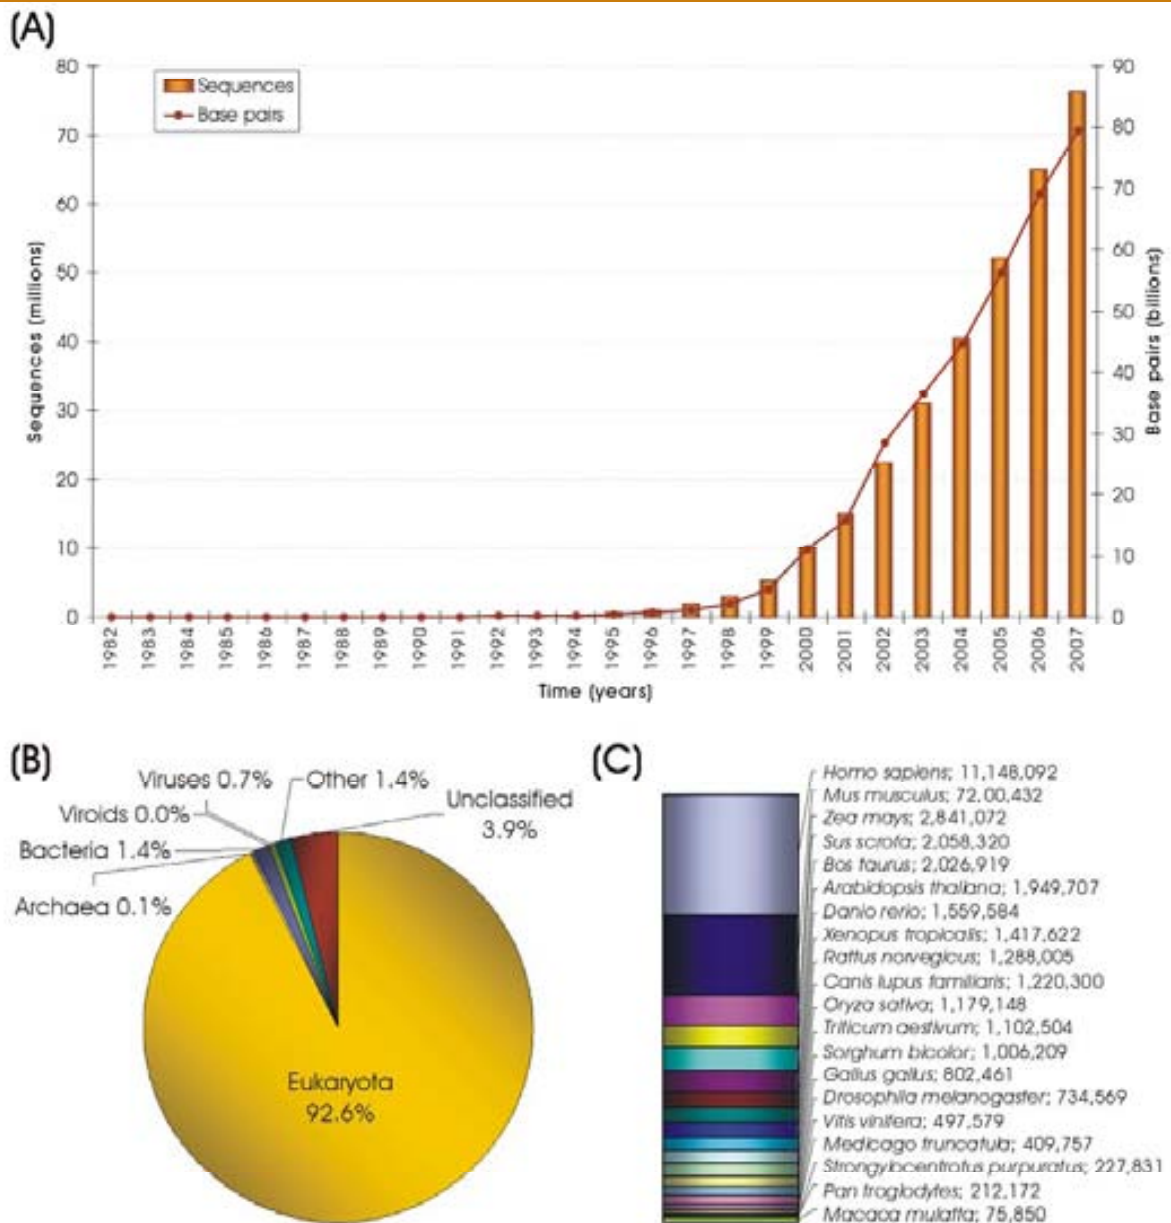 (A)
80
70
60
50
40
30
20
10
0
Sequences (millions)
Sequences
Base pairs
90
80
70
60
50
40
30
20
10
0
Base pairs (billions)
1982
1983
1984
1985
1986
1987
1988
1989
1990
1991
1992
1993
1994
1995
1996
1997
1998
1999
2000
2001
2002
2003
2004
2005
2006
2007
Time (years)
(B)
Viruses 0.7%
Other 1.4%
Viroids 0.0%
Unclassified
3.9%
Bacteria 1.4%
Archaea 0.1%
Eukaryota
92.6%
(C)
Homo sapiens; 11,148,092
Mus musculus; 72,00,432
Zea mays; 2,841,072
Sus scrofa; 2,058,320
Bos taurus; 2,026,919
Arabidopsis thaliana; 1,949,707
Danio rerio; 1,559,584
Xenopus tropicalis; 1,417,622
Rattus norvegicus; 1,288,005
Canis lupus familiaris; 1,220,300
Oryza sativa; 1,179,148
Triticum aestivum; 1,102,504
Sorghum bicolor; 1,006,209
Gallus gallus; 802,461
Drosophila melanogaster; 734,569
Vitis vinifera; 497,579
Medicago truncatula; 409,757
Strongylocentrotus purpuratus; 227,831
Pan troglodytes; 212,172
Macaca mulatta; 75,850